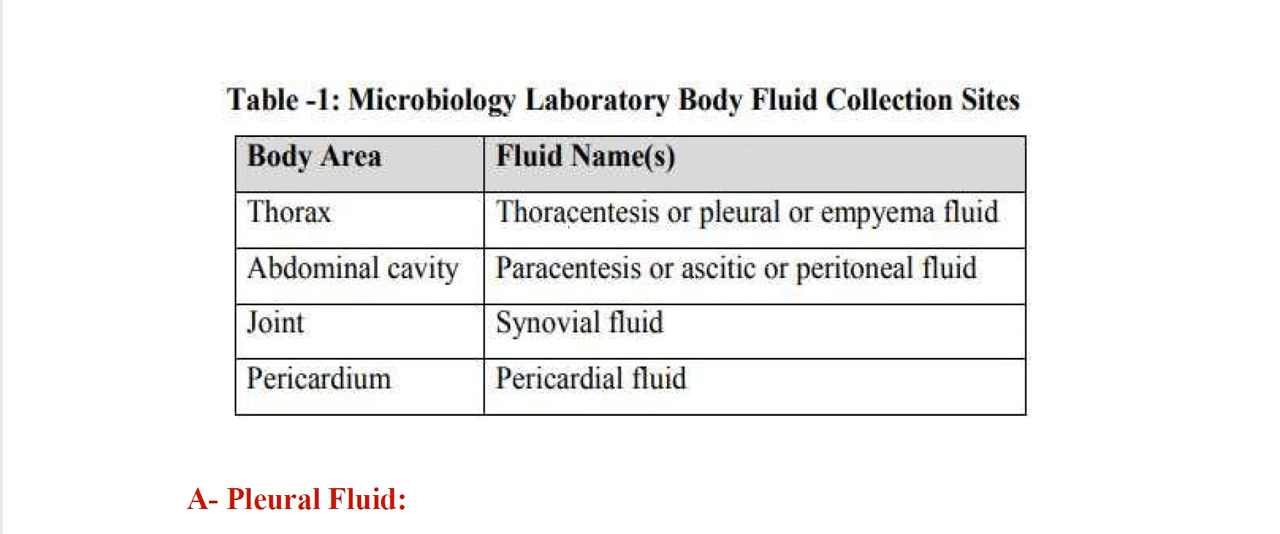 Table -1: Microbiology Laboratory Body Fluid Collection Sites
Body Area Fluid Name(s)
Thorax Thoracentesis or pleural or empyema fluid
Abdominal cavity Paracentesis or ascitic or peritoneal fluid
Joint Synovial fluid
Pericardium Pericardial fluid
A- Pleural Fluid: